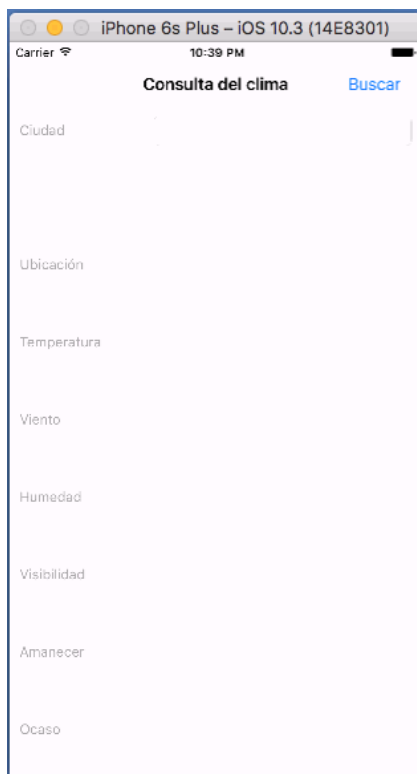 iPhone 6s Plus – iOS 10.3 (14E8301)
Carrier 10:39 PM
Consulta del clima Buscar
Ciudad
Ubicación
Temperatura
Viento
Humedad
Visibilidad
Amanecer
Ocaso